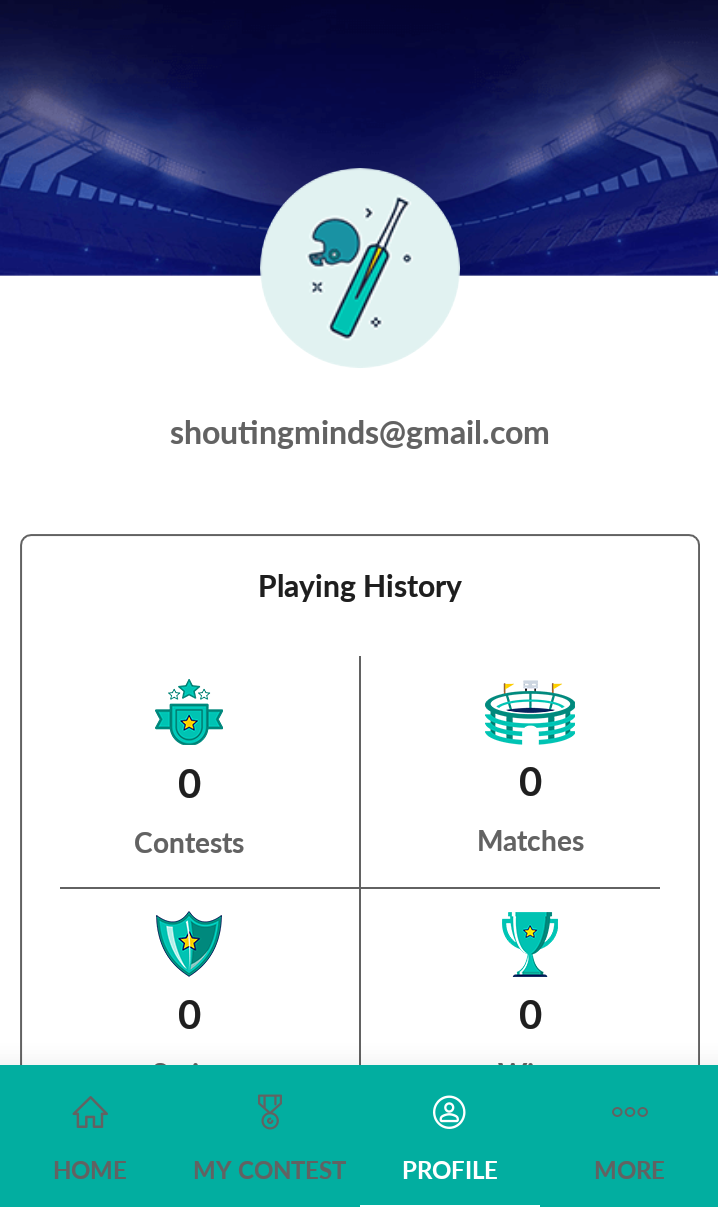 shoutingminds@gmail.com
Playing History
0 0
Contests Matches
0 0
HOME MY CONTEST PROFILE MORE